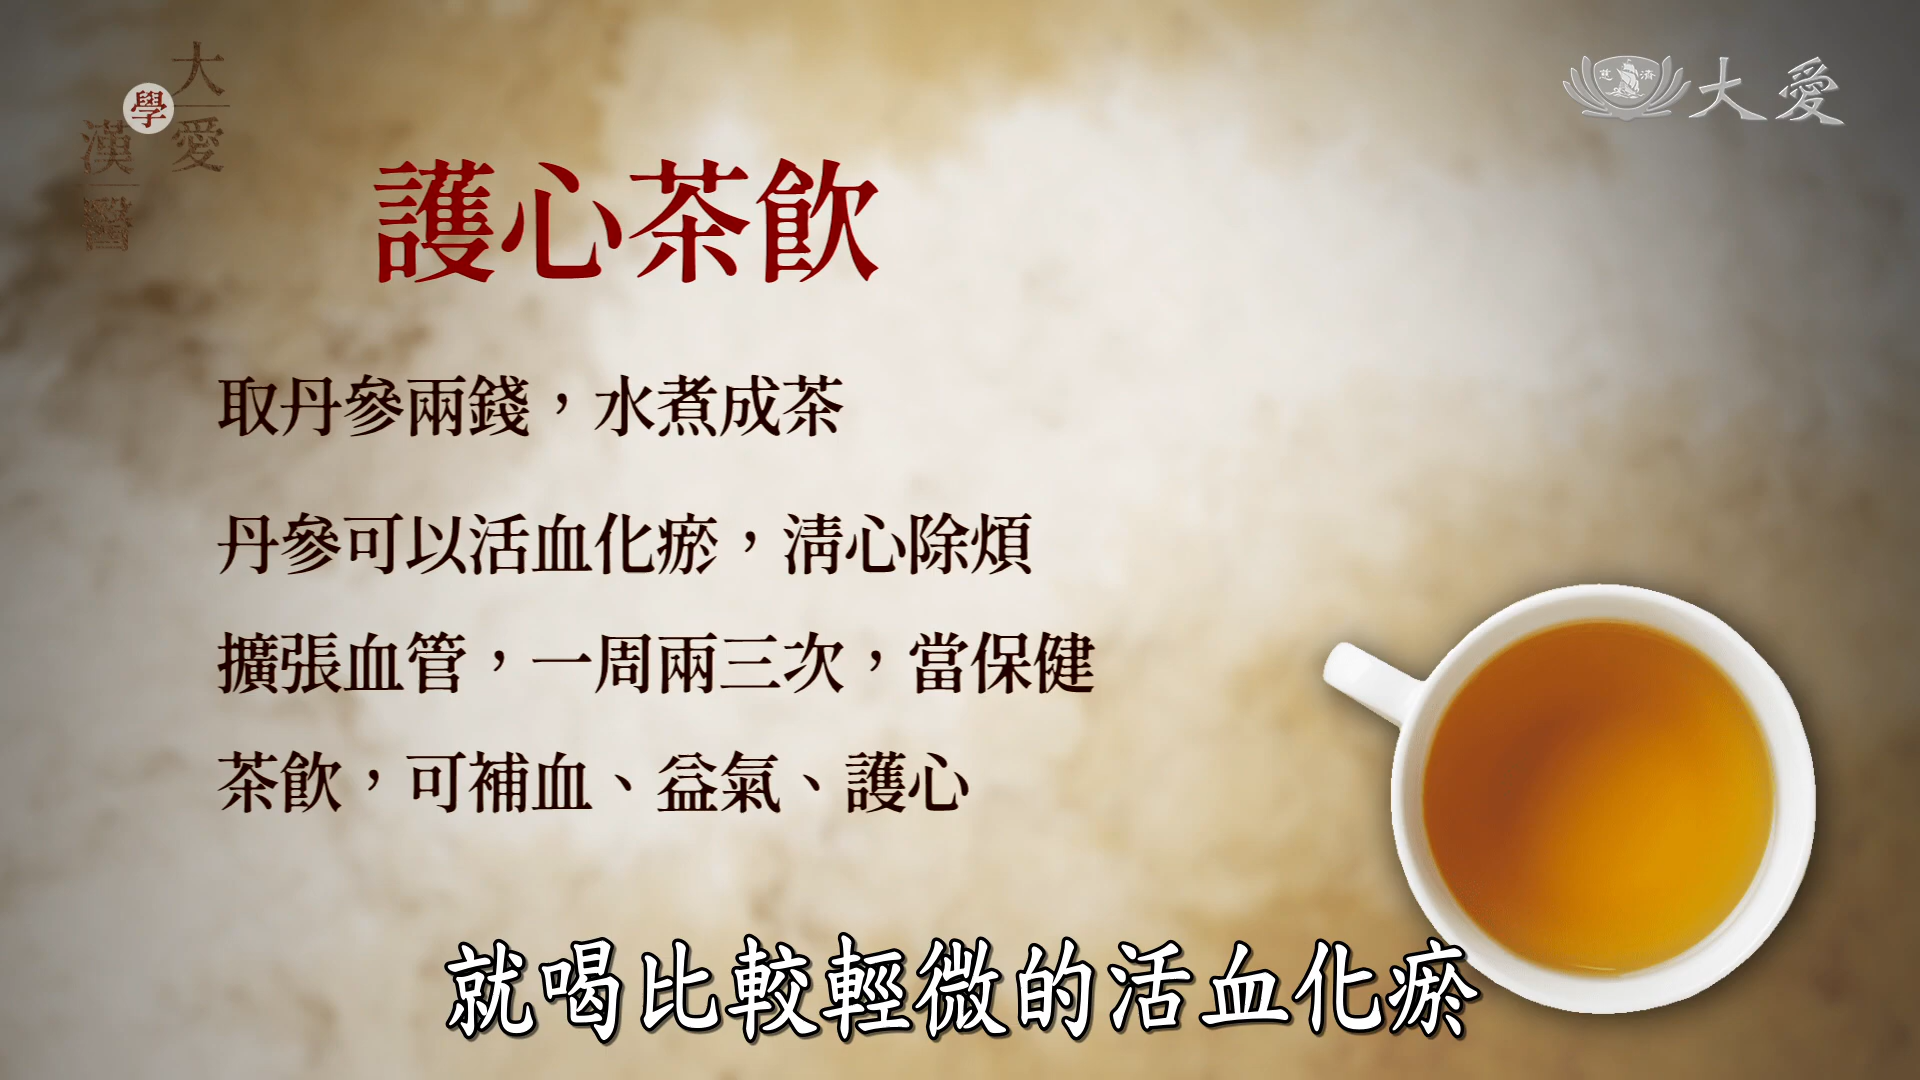 大愛
學
漢醫
慈濟
大愛
護心茶飲
取丹參兩錢，水煮成茶
丹參可以活血化瘀，清心除煩
擴張血管，一周兩三次，當保健
茶飲，可補血、益氣、護心
就喝比較輕微的活血化瘀